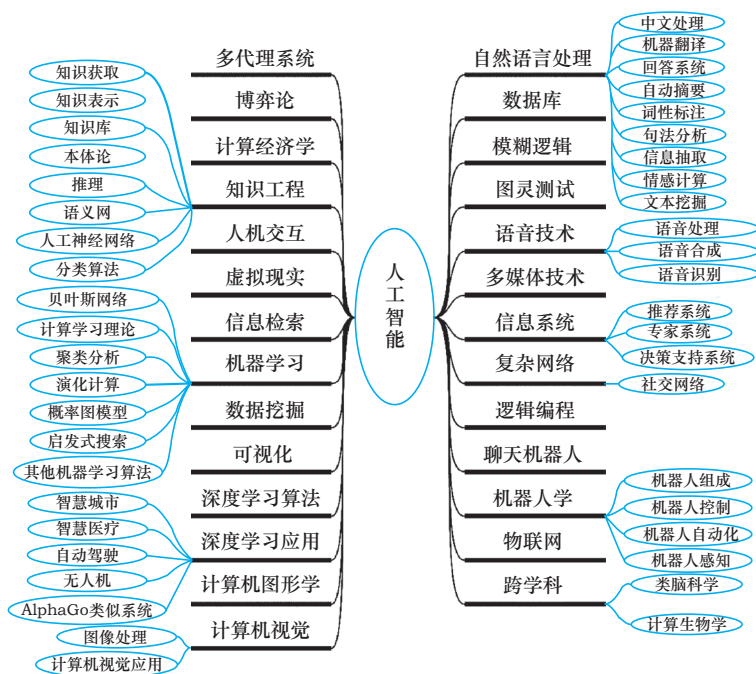 人工智能
多代理系统
博弈论
计算经济学
知识工程
知识获取
知识表示
知识库
本体论
推理
语义网
人工神经网络
分类算法
人机交互
虚拟现实
信息检索
机器学习
贝叶斯网络
计算学习理论
聚类分析
演化计算
概率图模型
启发式搜索
其他机器学习算法
数据挖掘
可视化
深度学习算法
深度学习应用
智慧城市
智慧医疗
自动驾驶
无人机
AlphaGo类似系统
计算机图形学
计算机视觉
图像处理
计算机视觉应用
自然语言处理
中文处理
机器翻译
回答系统
自动摘要
词性标注
句法分析
信息抽取
情感计算
文本挖掘
数据库
模糊逻辑
图灵测试
语音技术
语音处理
语音合成
语音识别
多媒体技术
信息系统
推荐系统
专家系统
决策支持系统
复杂网络
社交网络
逻辑编程
聊天机器人
机器人学
机器人组成
机器人控制
机器人自动化
机器人感知
物联网
跨学科
类脑科学
计算生物学